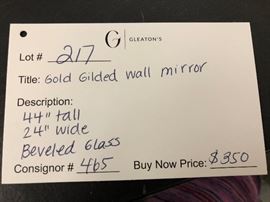 Lot # 217
G | GLEATON'S
Title: Gold Gilded wall mirror
Description:
44" tall
24" wide
Beveled Glass
Consignor # 465
Buy Now Price: $350